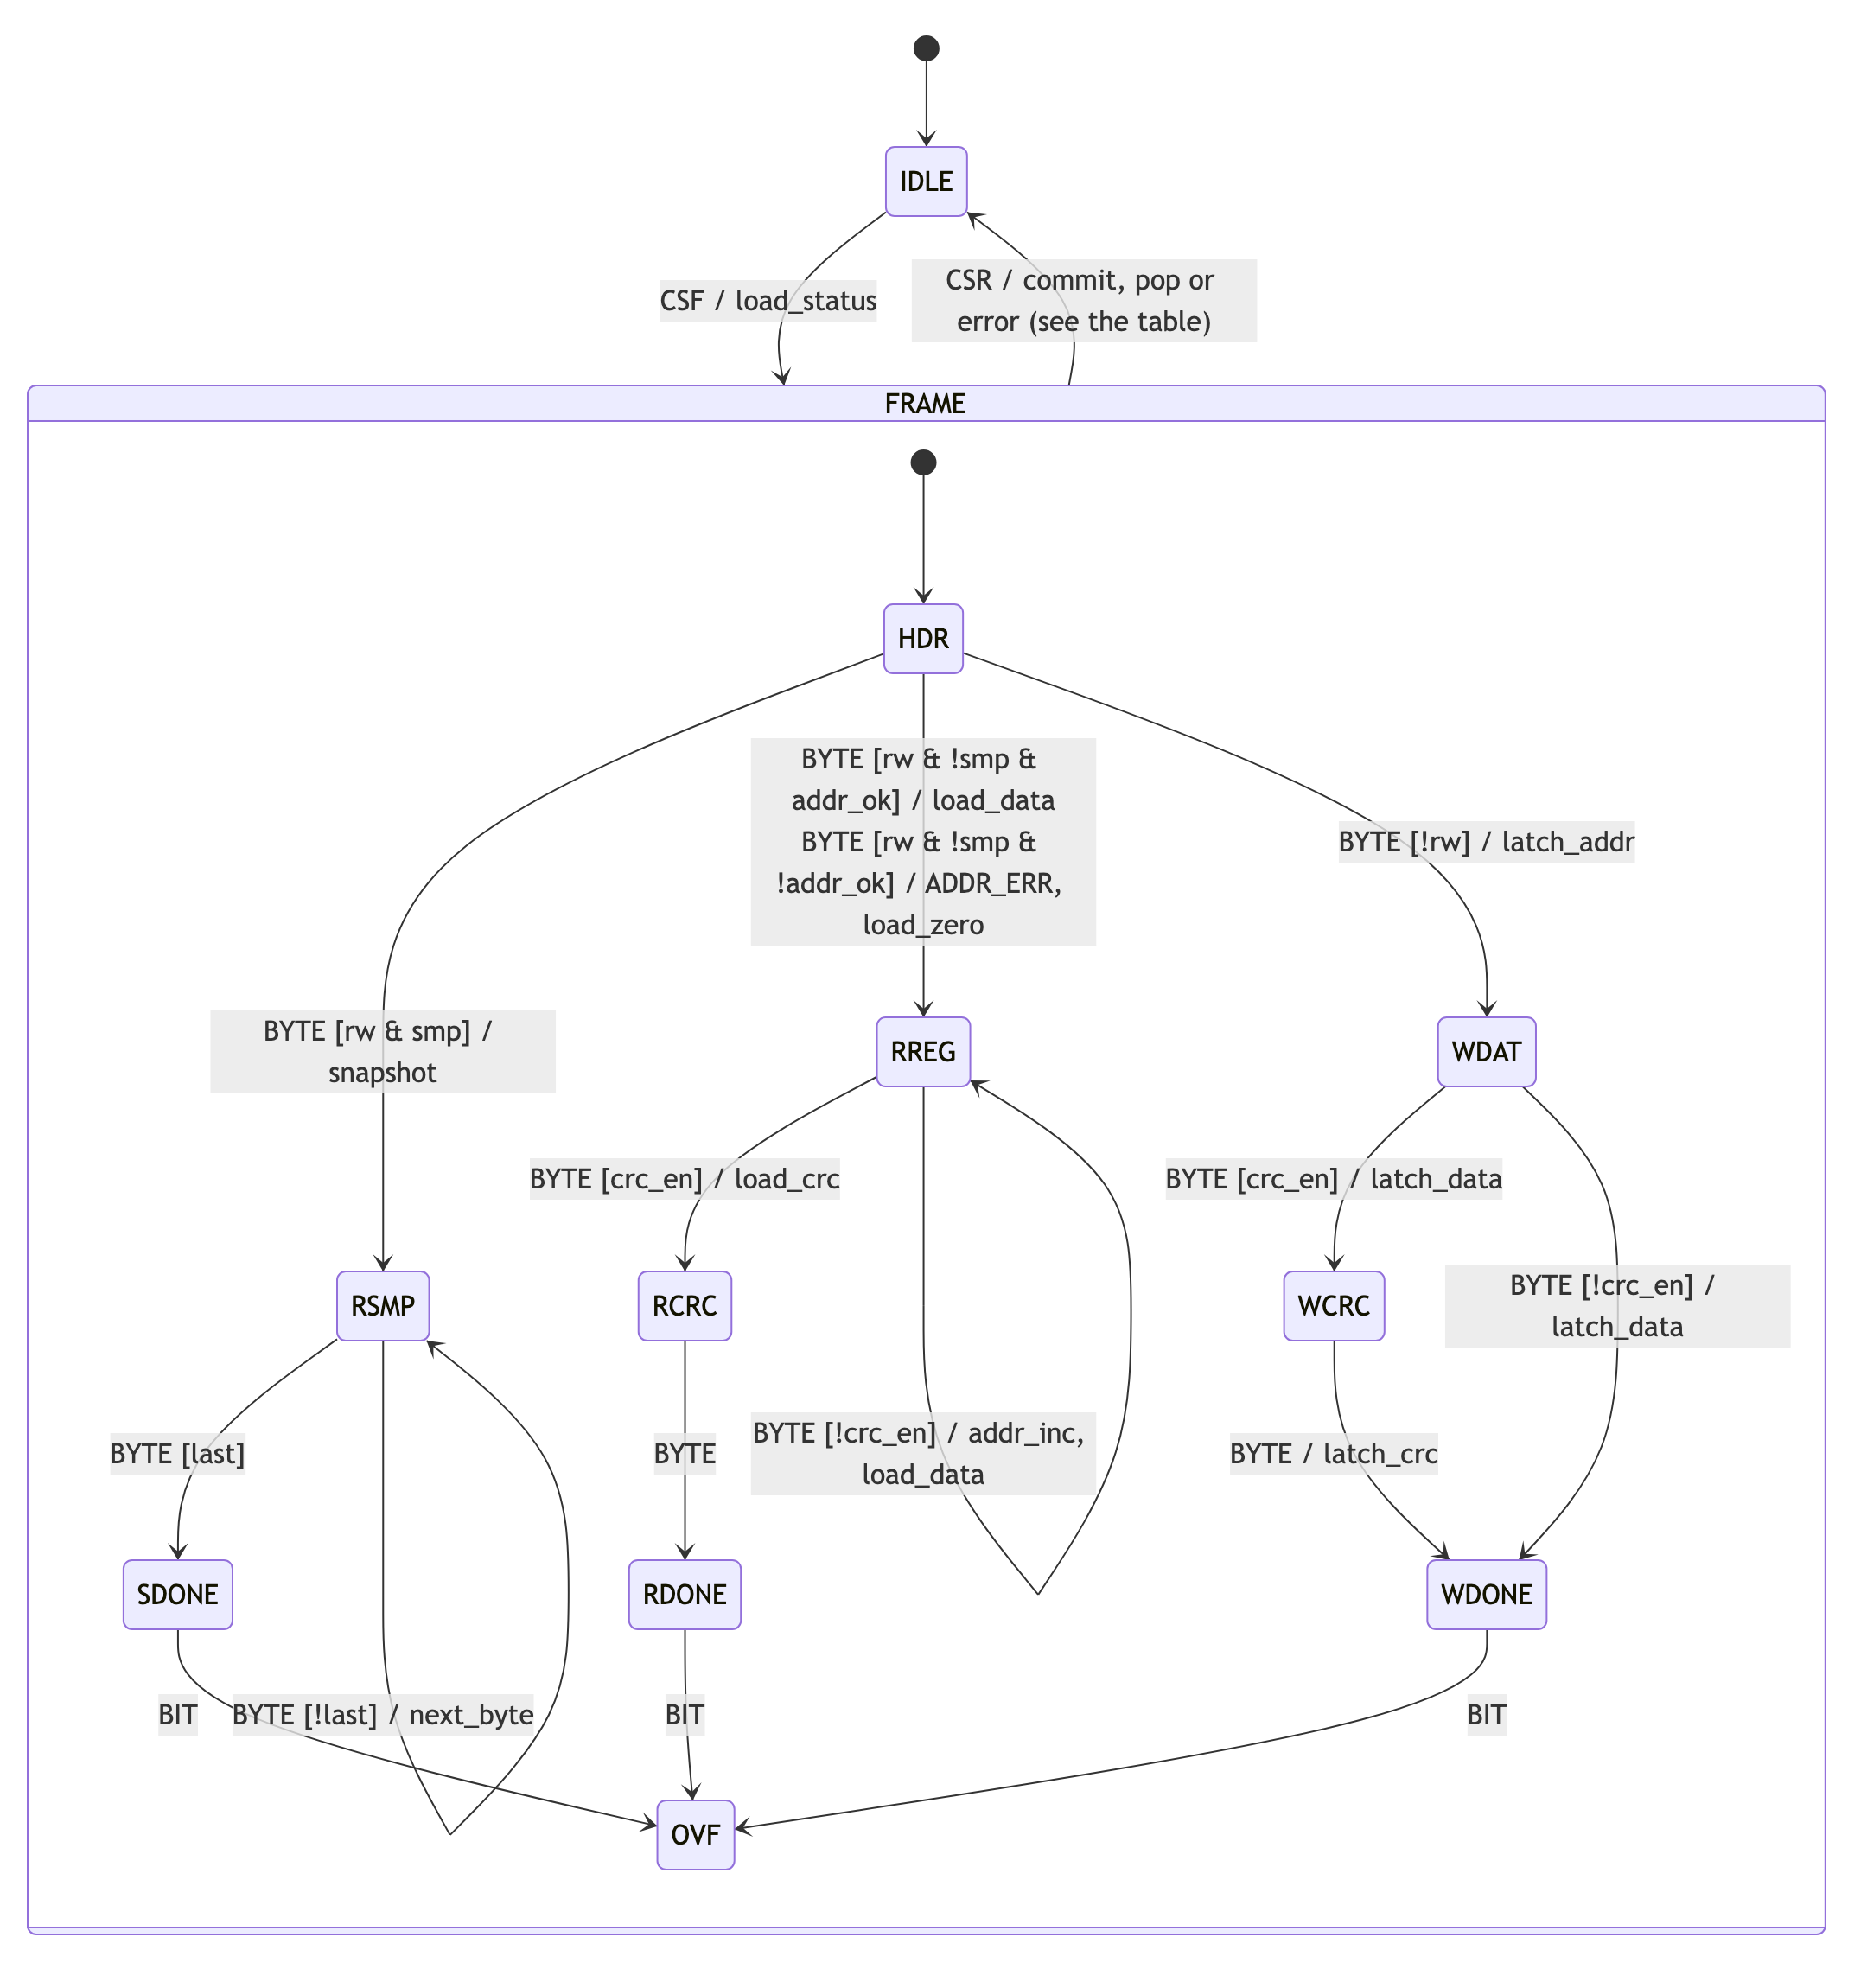 IDLE
CSF / load_status
CSR / commit, pop or
error (see the table)
FRAME
HDR
BYTE [rw & !smp &
addr_ok] / load_data
BYTE [rw & !smp &
!addr_ok] / ADDR_ERR,
load_zero
BYTE [!rw] / latch_addr
BYTE [rw & smp] /
snapshot
RREG
WDAT
BYTE [crc_en] / load_crc
BYTE [crc_en] / latch_data
RSMP
RCRC
WCRC
BYTE [!crc_en] /
latch_data
BYTE [last]
BYTE
BYTE [!crc_en] / addr_inc,
load_data
BYTE / latch_crc
SDONE
RDONE
WDONE
BIT
BYTE [!last] / next_byte
BIT
BIT
OVF